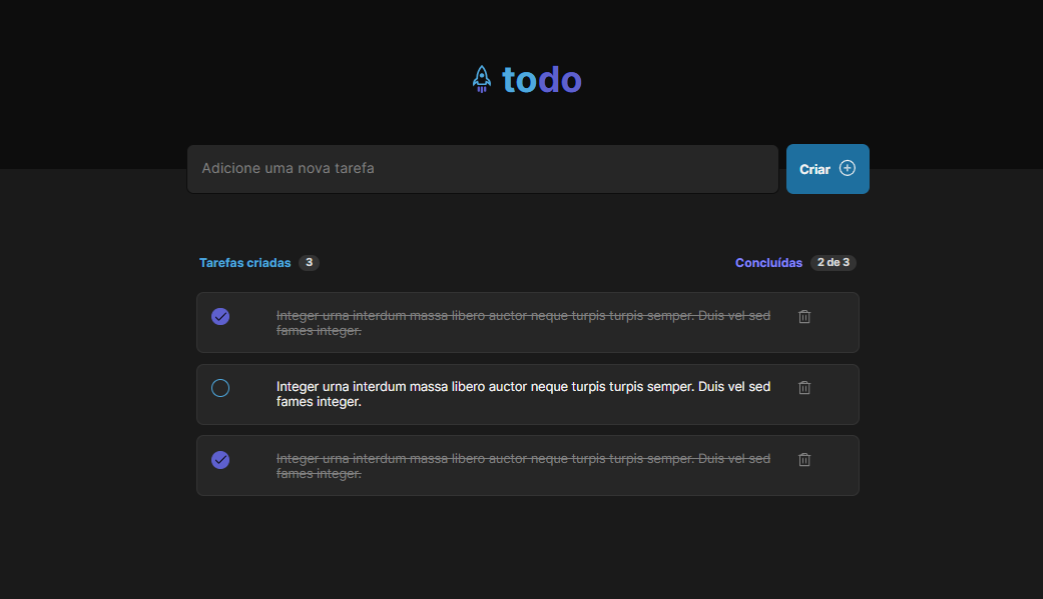 todo
Adicione uma nova tarefa
Criar
Tarefas criadas 3
Concluídas 2 de 3
Integer urna interdum massa libero auctor neque turpis turpis semper. Duis vel sed
fames integer.
Integer urna interdum massa libero auctor neque turpis turpis semper. Duis vel sed
fames integer.
Integer urna interdum massa libero auctor neque turpis turpis semper. Duis vel sed
fames integer.